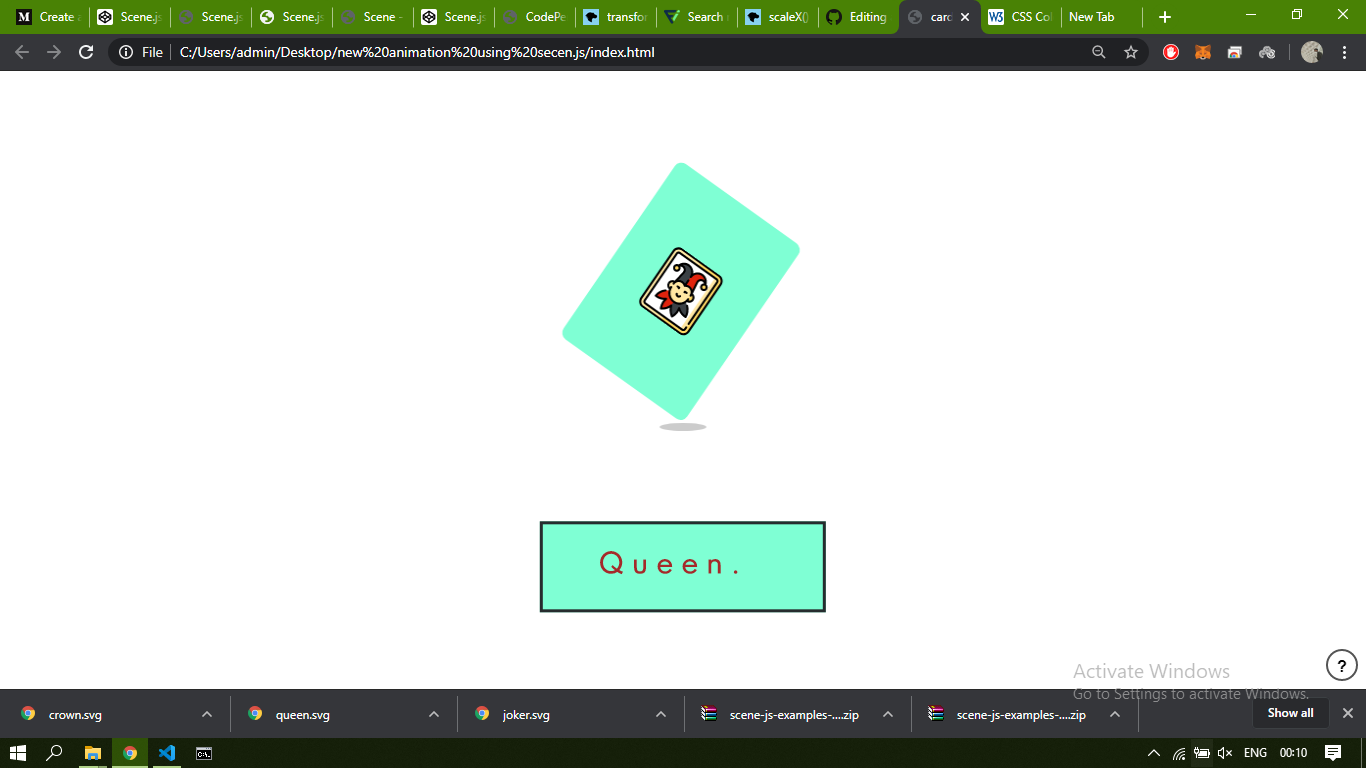 Create A
Scene.js
Scene.js
Scene.js
Scene -
Scene.js
CodePe
transfor
Search
scaleX()
Editing
card
CSS Col
New Tab
File | C:/Users/admin/Desktop/new%20animation%20using%20secen.js/index.html
Queen.
?
Activate Windows
Go to Settings to activate Windows.
crown.svg
queen.svg
joker.svg
scene-js-examples-....zip
scene-js-examples-....zip
Show all
ENG
00:10